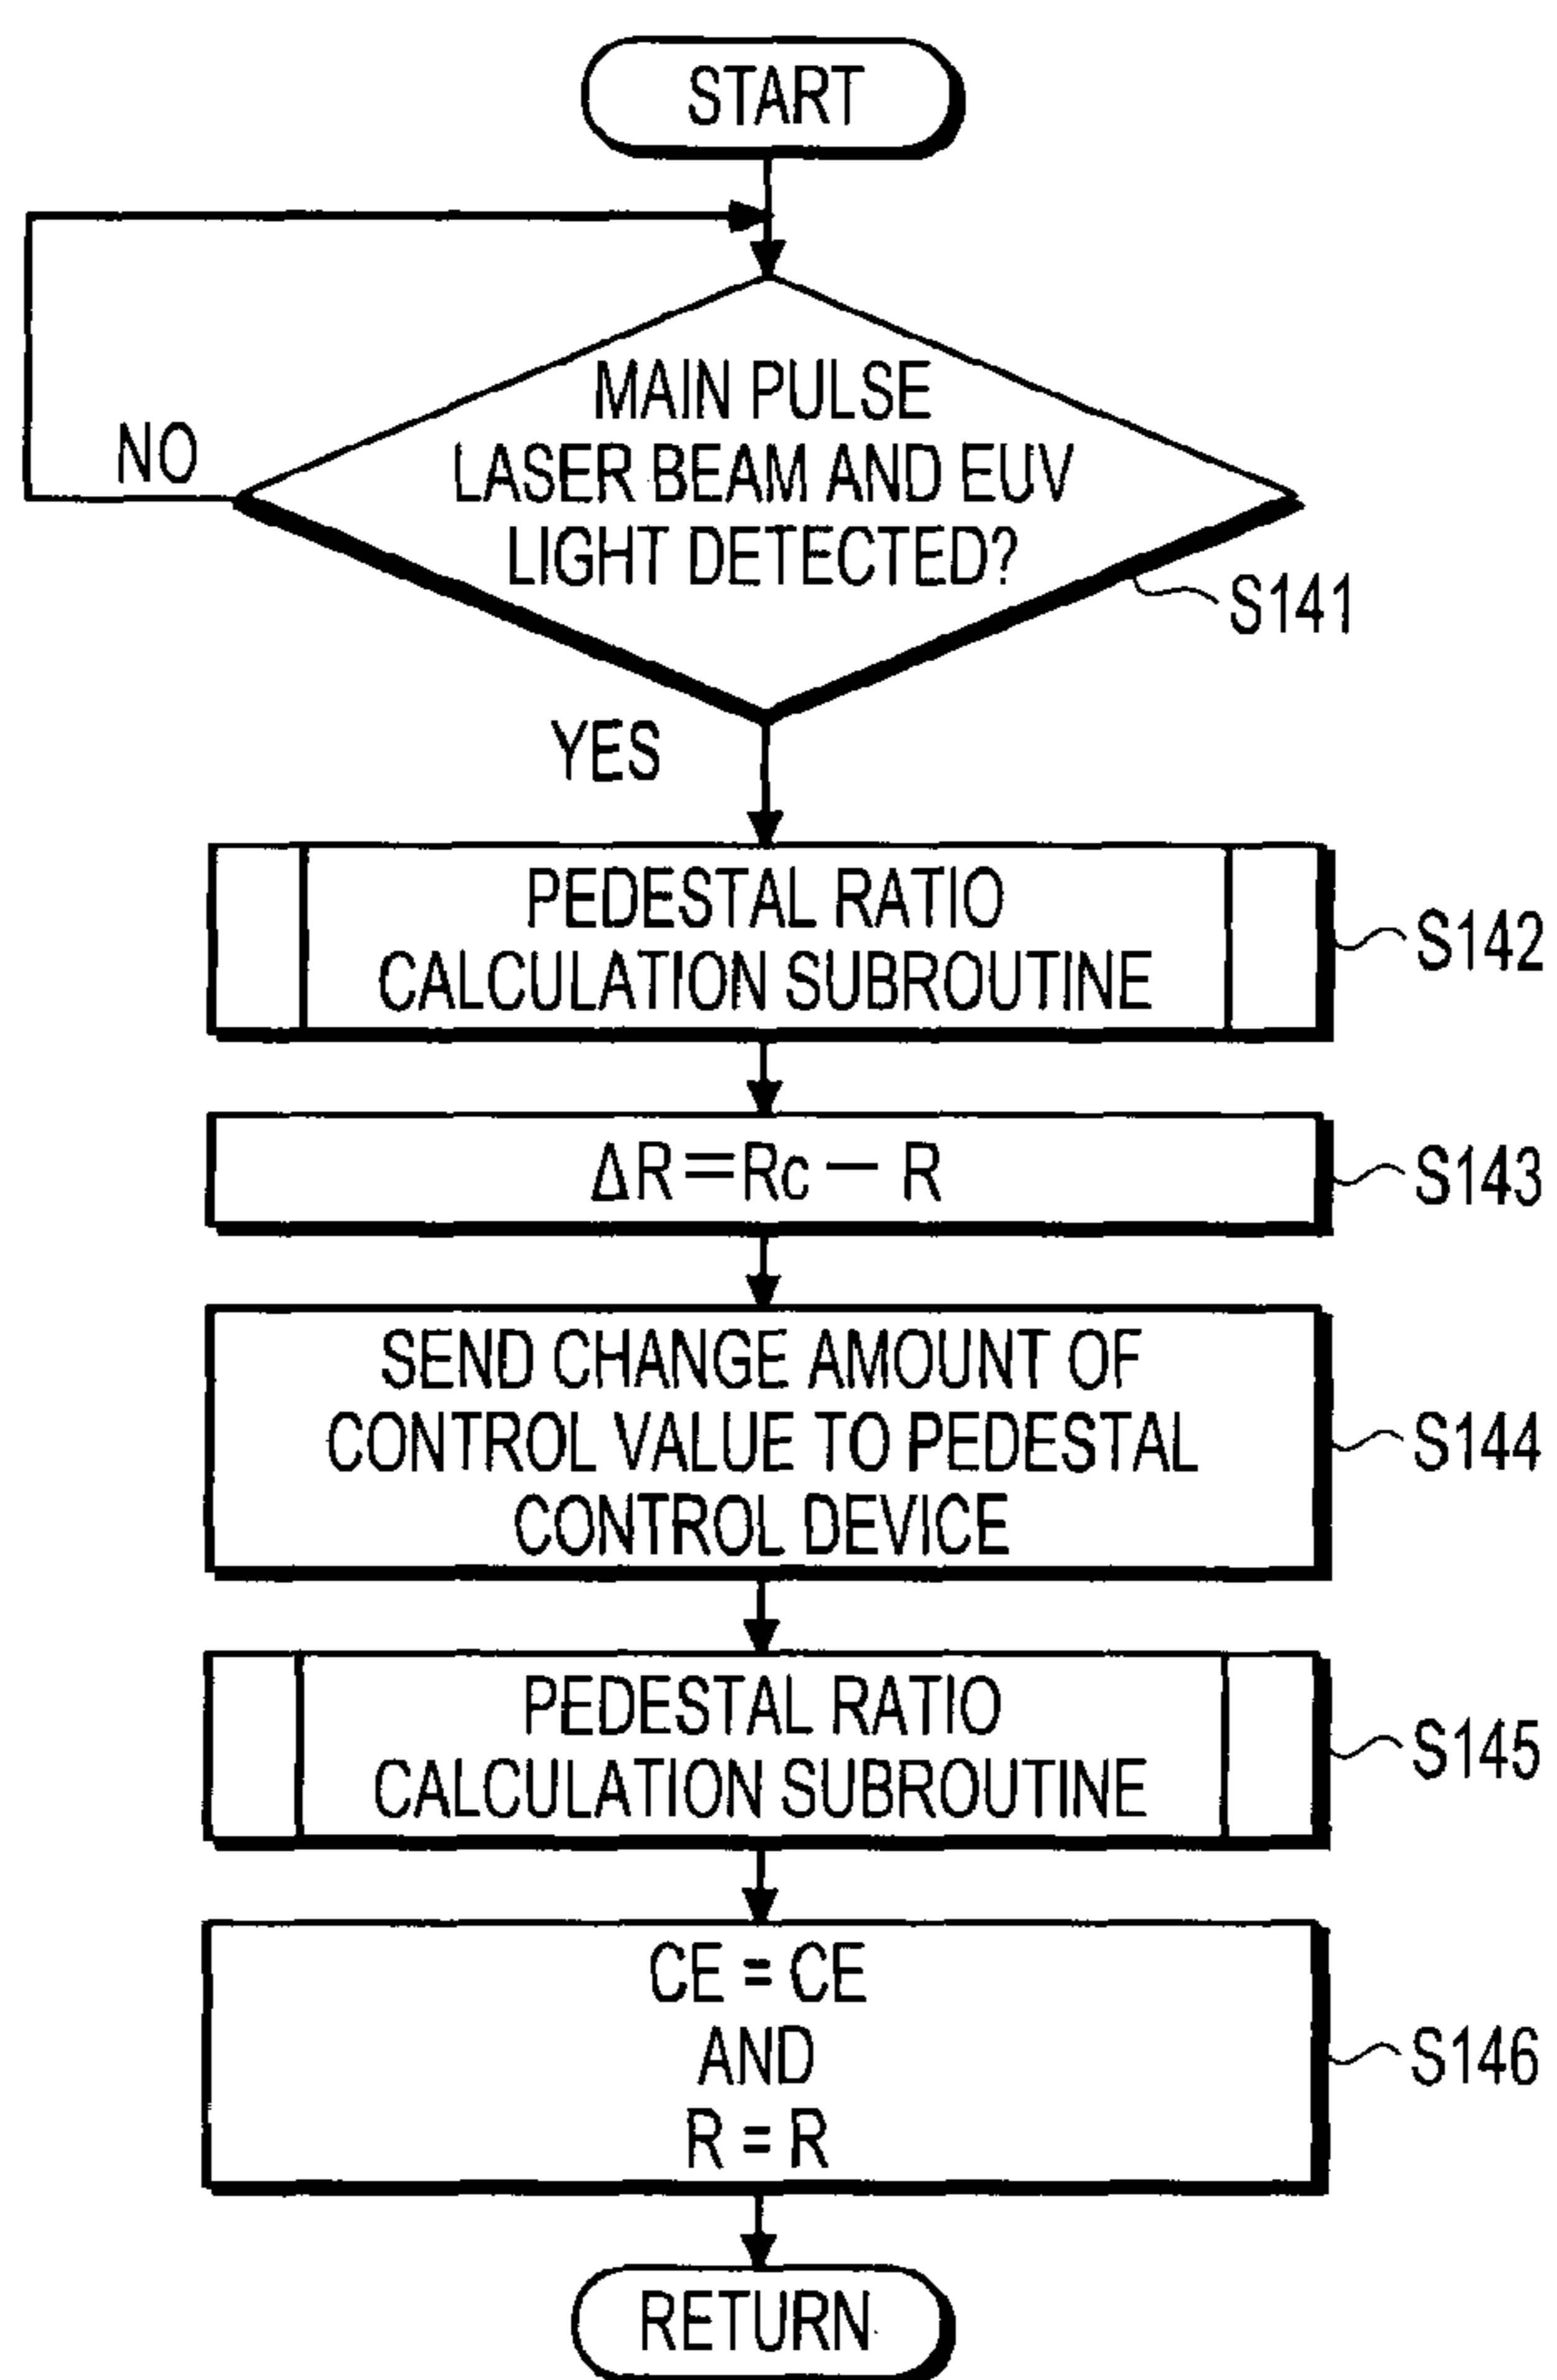 START
MAIN PULSE
LASER BEAM AND EUV
LIGHT DETECTED?
NO
S141
YES
PEDESTAL RATIO
CALCULATION SUBROUTINE
S142
ΔR=Rc－ R
S143
SEND CHANGE AMOUNT OF
CONTROL VALUE TO PEDESTAL
CONTROL DEVICE
S144
PEDESTAL RATIO
CALCULATION SUBROUTINE
S145
CE = CE
AND
R = R
S146
RETURN